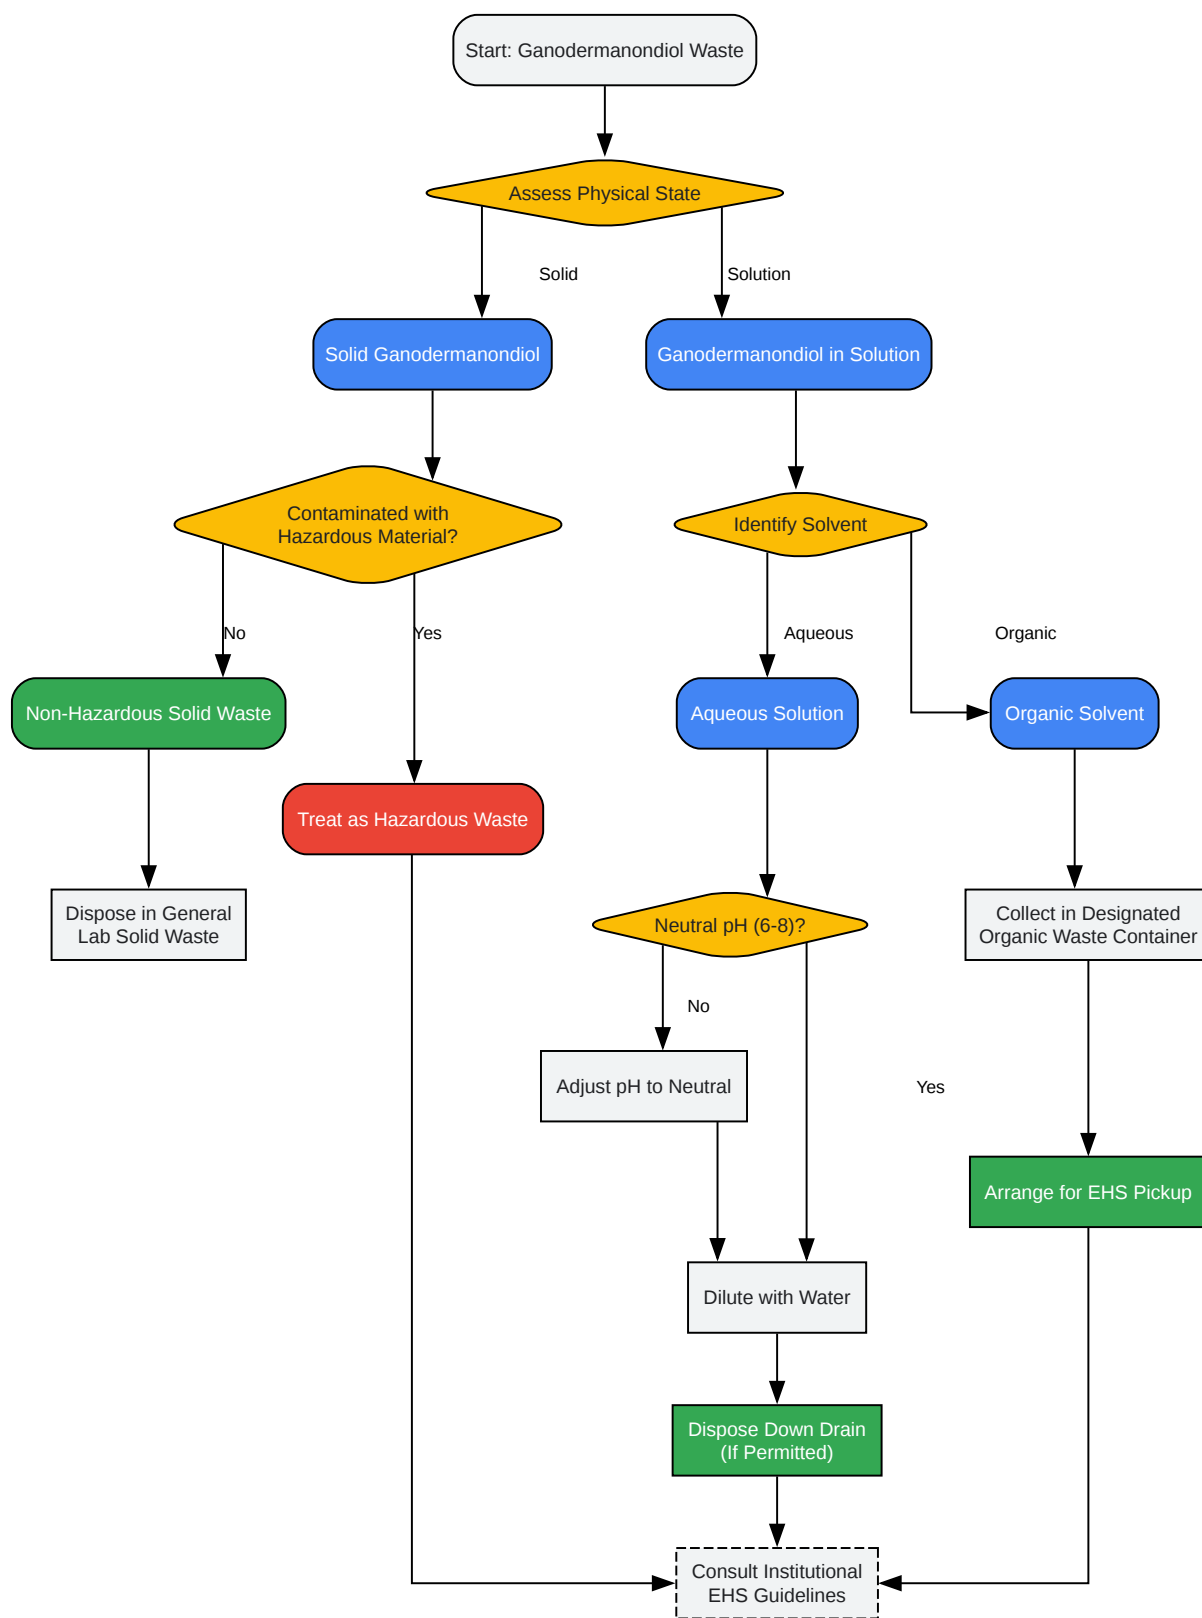 Start: Ganodermanondiol Waste
Assess Physical State
Solid
Solution
Solid Ganodermanondiol
Ganodermanondiol in Solution
Contaminated with
Hazardous Material?
Identify Solvent
No
Yes
Aqueous
Organic
Non-Hazardous Solid Waste
Aqueous Solution
Organic Solvent
Treat as Hazardous Waste
Dispose in General
Lab Solid Waste
Neutral pH (6-8)?
Collect in Designated
Organic Waste Container
No
Adjust pH to Neutral
Yes
Arrange for EHS Pickup
Dilute with Water
Dispose Down Drain
(If Permitted)
Consult Institutional
EHS Guidelines